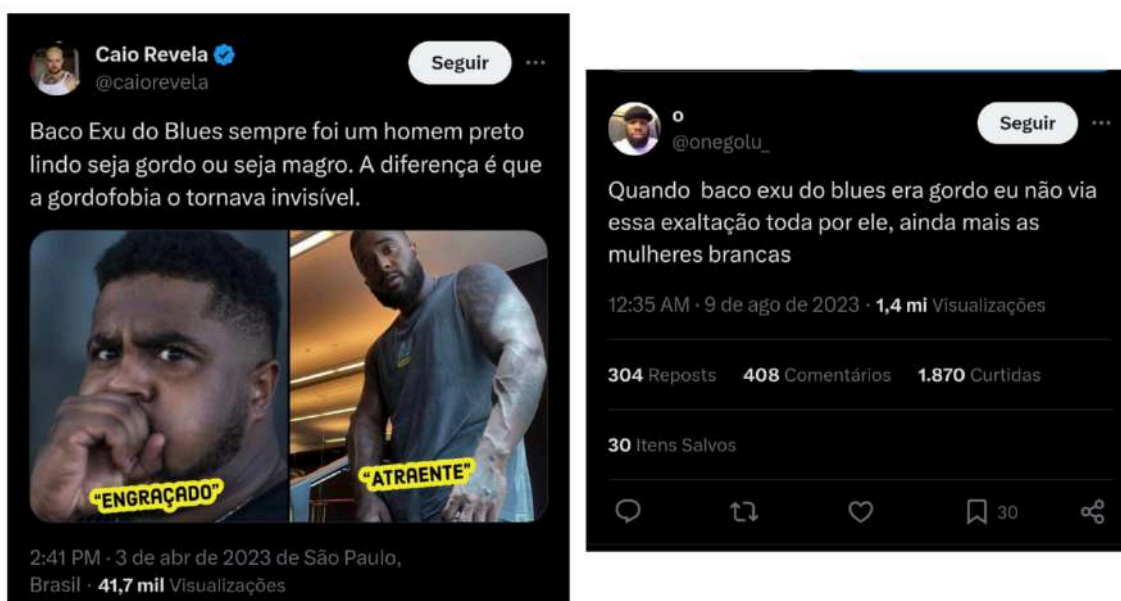 Caio Revela
@caiorevela
Seguir
Baco Exu do Blues sempre foi um homem preto
lindo seja gordo ou seja magro. A diferença é que
a gordofobia o tornava invisível.
“ENGRAÇADO”
“ATRAENTE”
2:41 PM · 3 de abr de 2023 de São Paulo,
Brasil · 41,7 mil Visualizações
o
@onegolu_
Seguir
Quando baco exu do blues era gordo eu não via
essa exaltação toda por ele, ainda mais as
mulheres brancas
12:35 AM · 9 de ago de 2023 · 1,4 mi Visualizações
304 Reposts 408 Comentários 1.870 Curtidas
30 Itens Salvos
30